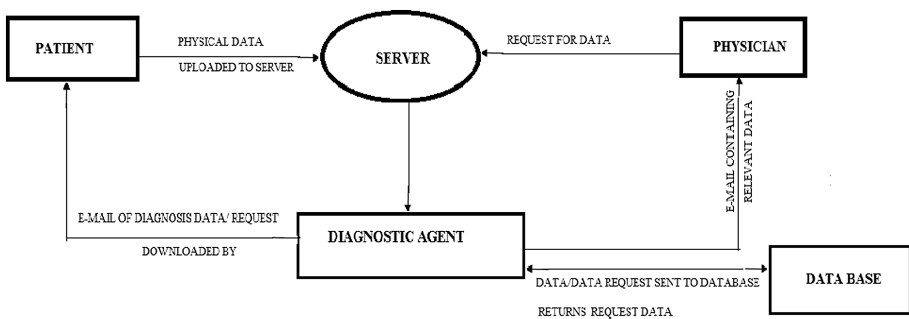 PATIENT
PHYSICAL DATA
UPLOADED TO SERVER
SERVER
REQUEST FOR DATA
PHYSICIAN
E-MAIL CONTAINING
RELEVANT DATA
E-MAIL OF DIAGNOSIS DATA/ REQUEST
DOWNLOADED BY
DIAGNOSTIC AGENT
DATA/DATA REQUEST SENT TO DATABASE
RETURNS REQUEST DATA
DATA BASE